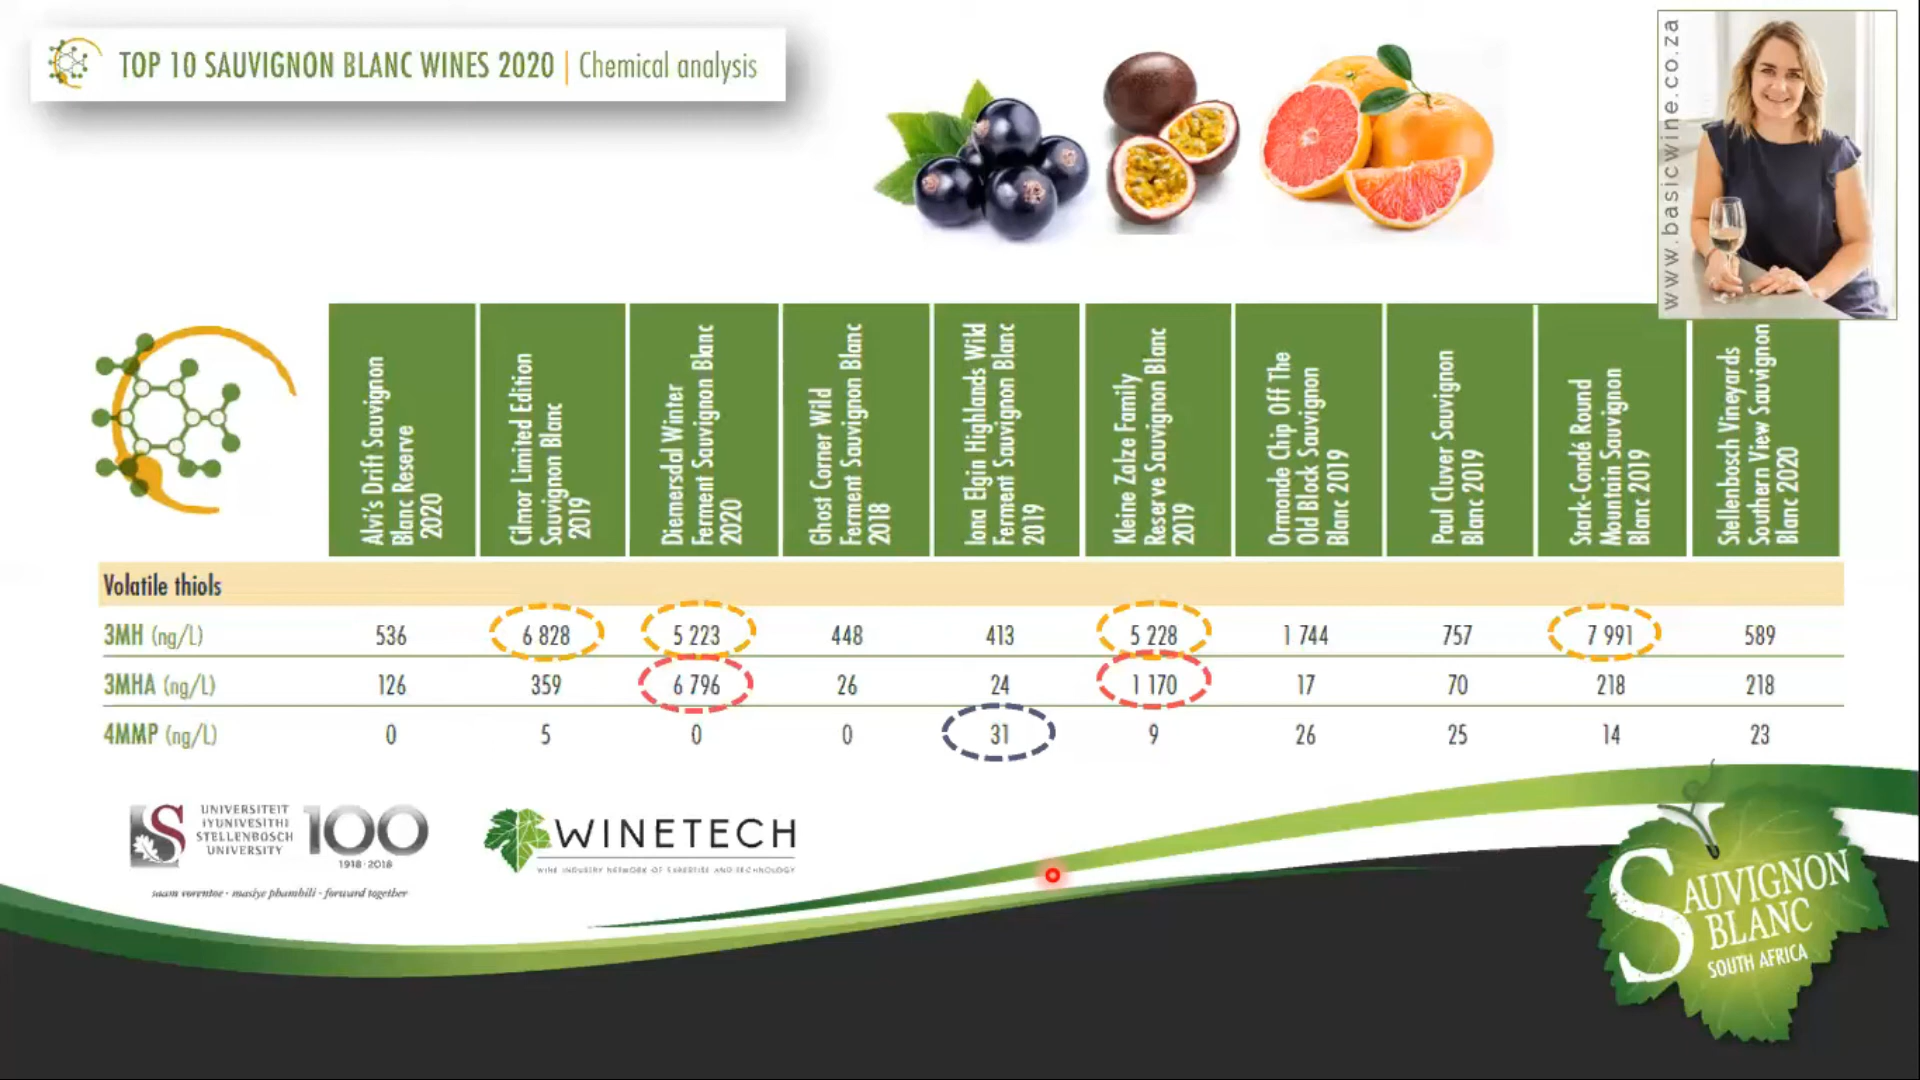 TOP 10 SAUVIGNON BLANC WINES 2020 | Chemical analysis
www.basicwine.co.za
Alvi's Drift Sauvignon
Blanc Reserve
2020
Cilmor Limited Edition
Sauvignon Blanc
2019
Diemersdal Winter
Ferment Sauvignon Blanc
2020
Ghost Corner Wild
Ferment Sauvignon Blanc
2018
Iona Elgin Highlands Wild
Ferment Sauvignon Blanc
2019
Kleine Zalze Family
Reserve Sauvignon Blanc
2019
Ormonde Chip Off The
Old Block Sauvignon
Blanc 2019
Paul Cluver Sauvignon
Blanc 2019
Stark-Condé Round
Mountain Sauvignon
Blanc 2019
Stellenbosch Vineyards
Southern View Sauvignon
Blanc 2020
Volatile thiols
3MH (ng/L) 536 6 828 5 223 448 413 5 228 1 744 757 7 991 589
3MHA (ng/L) 126 359 6 796 26 24 1 170 17 70 218 218
4MMP (ng/L) 0 5 0 0 31 9 26 25 14 23
UNIVERSITEIT
IYUNIVESITHI
STELLENBOSCH
UNIVERSITY
100
1918·2018
saam vorentoe · masiye phambili · forward together
WINETECH
WINE INDUSTRY NETWORK OF EXPERTISE AND TECHNOLOGY
SAUVIGNON
BLANC
SOUTH AFRICA